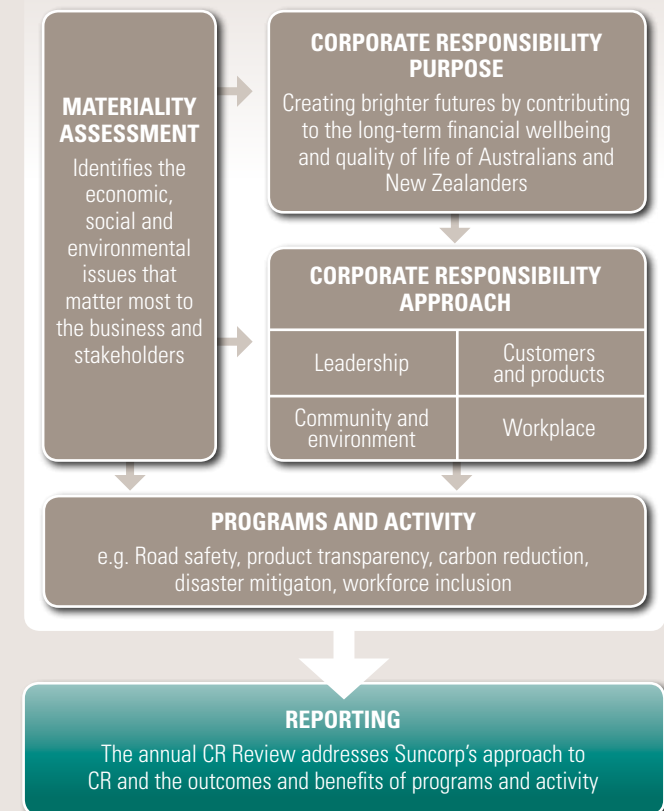 MATERIALITY
ASSESSMENT
Identifies the
economic,
social and
environmental
issues that
matter most to
the business and
stakeholders
CORPORATE RESPONSIBILITY
PURPOSE
Creating brighter futures by contributing
to the long-term financial wellbeing
and quality of life of Australians and
New Zealanders
CORPORATE RESPONSIBILITY
APPROACH
Leadership
Customers
and products
Community and
environment
Workplace
PROGRAMS AND ACTIVITY
e.g. Road safety, product transparency, carbon reduction,
disaster mitigaton, workforce inclusion
REPORTING
The annual CR Review addresses Suncorp’s approach to
CR and the outcomes and benefits of programs and activity